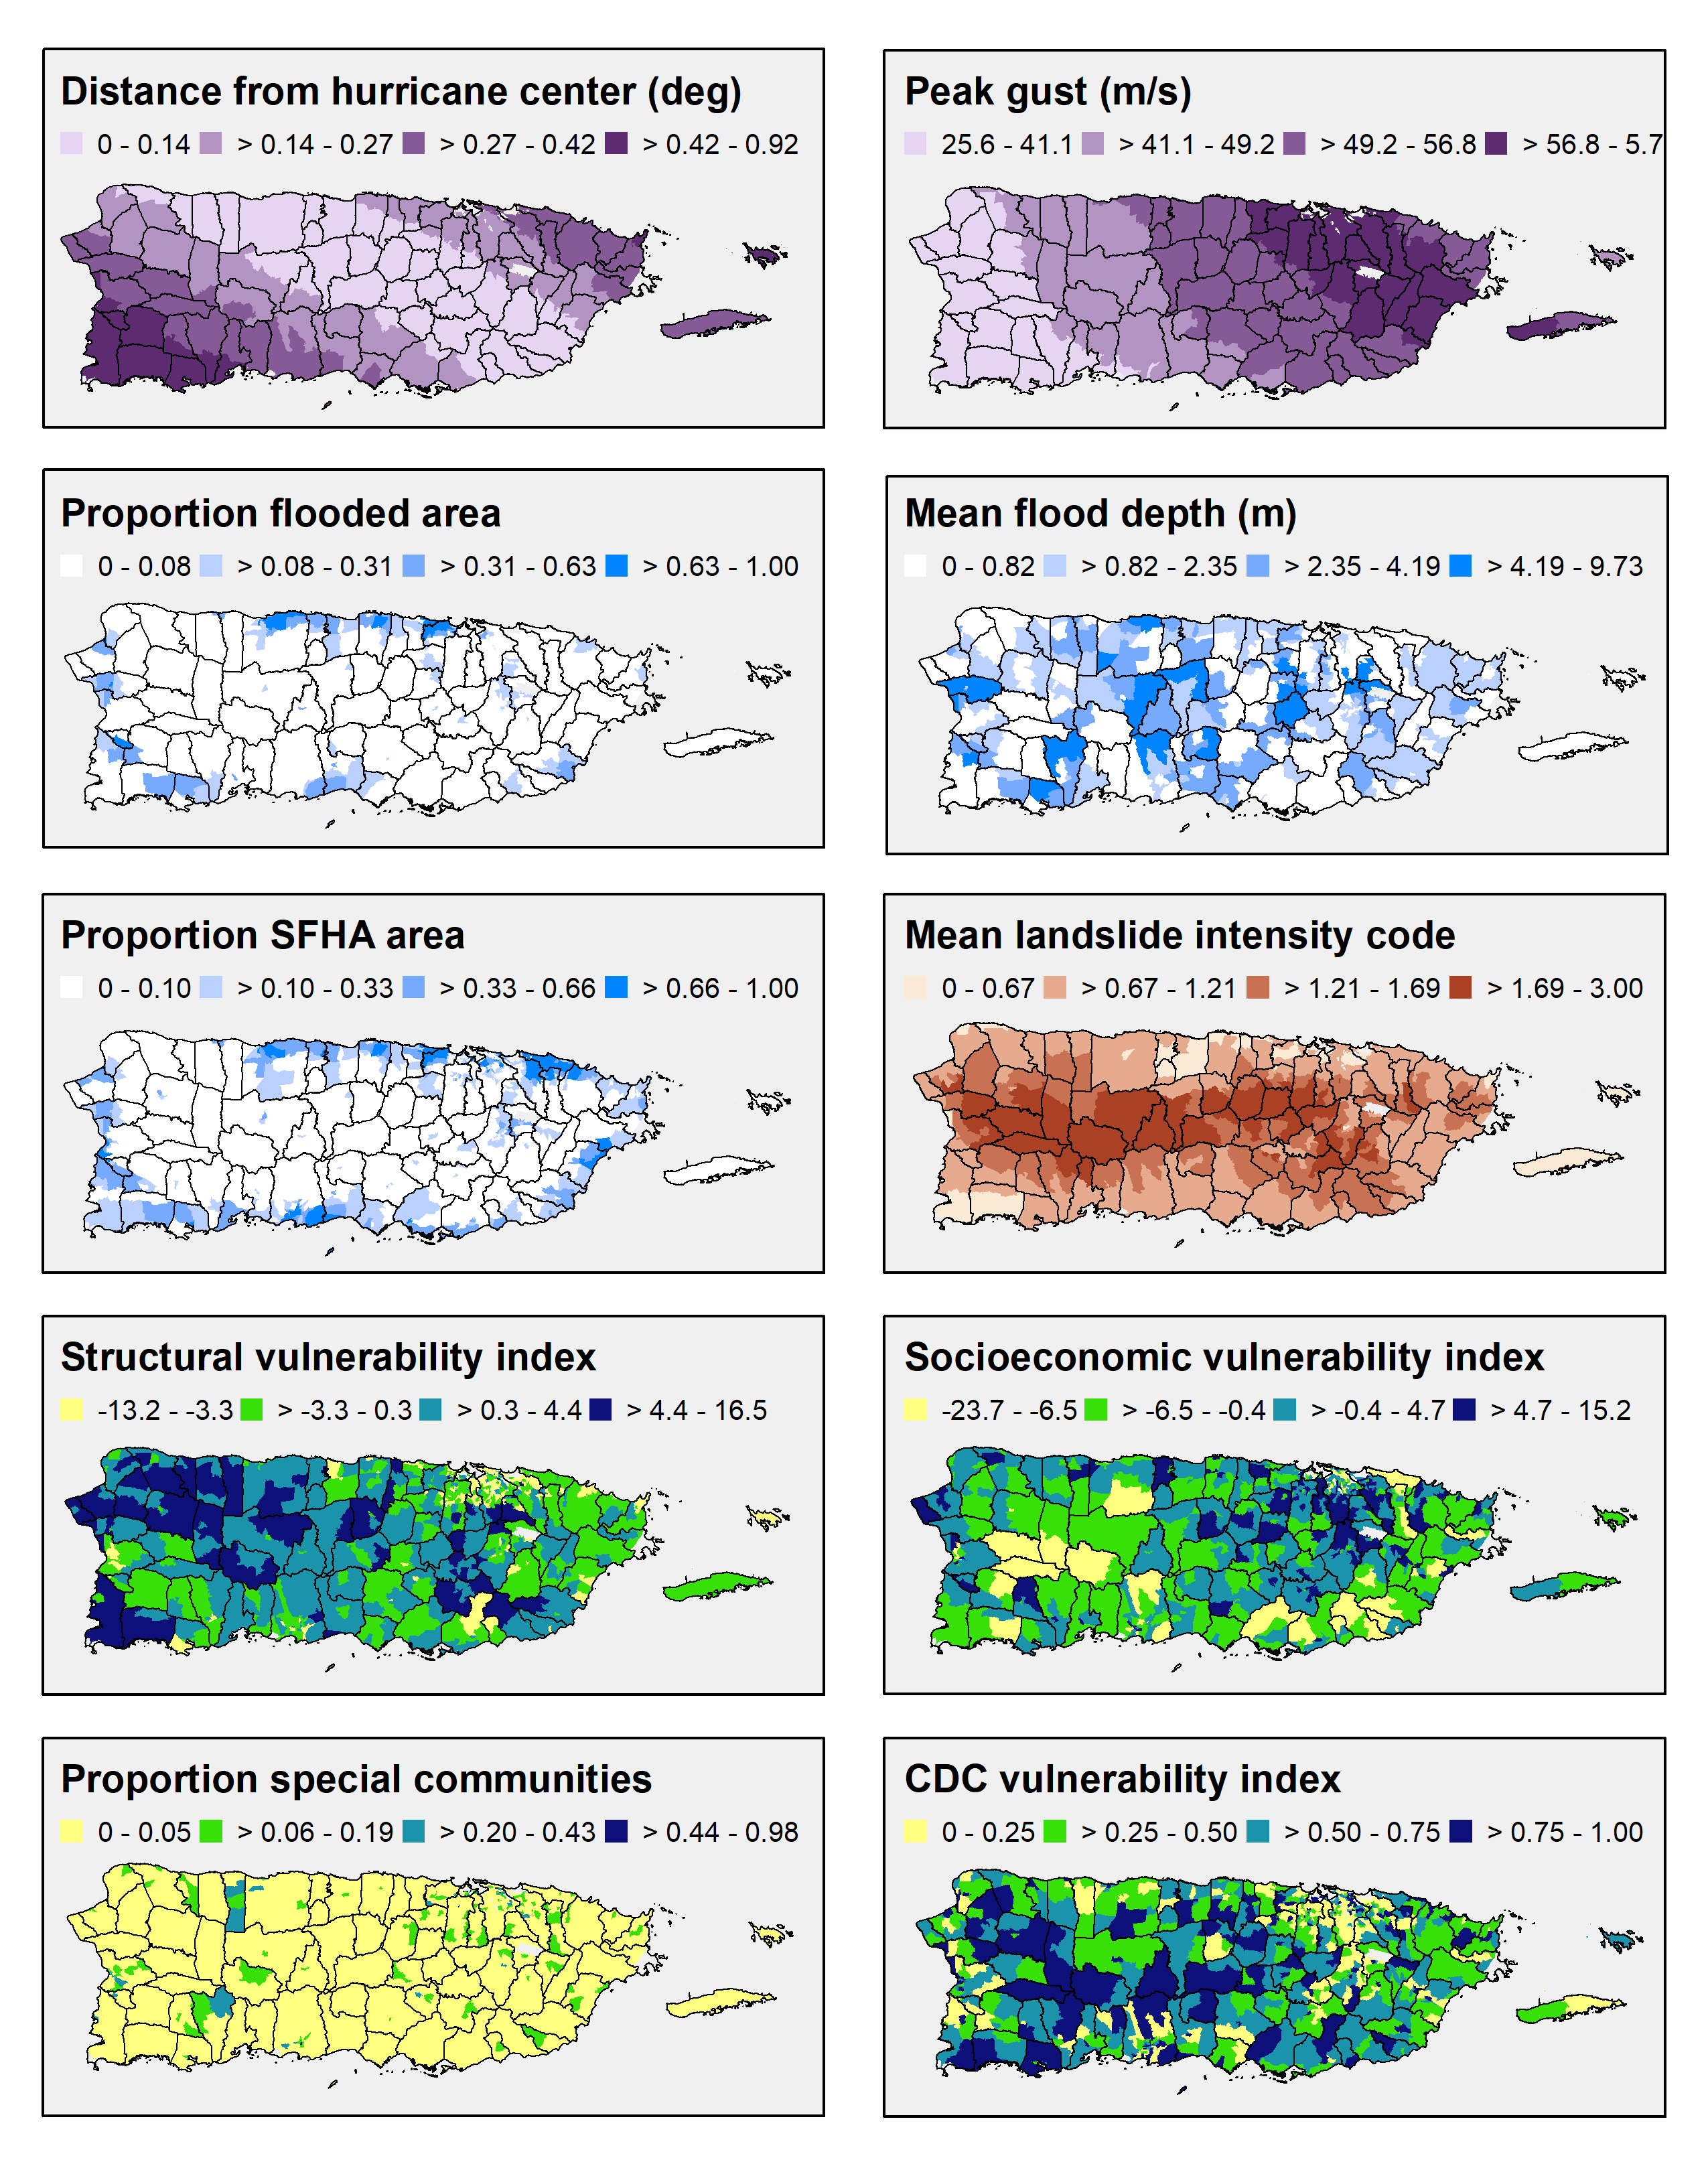 Distance from hurricane center (deg)
0 - 0.14 > 0.14 - 0.27 > 0.27 - 0.42 > 0.42 - 0.92
Peak gust (m/s)
25.6 - 41.1 > 41.1 - 49.2 > 49.2 - 56.8 > 56.8 - 5.7
Proportion flooded area
0 - 0.08 > 0.08 - 0.31 > 0.31 - 0.63 > 0.63 - 1.00
Mean flood depth (m)
0 - 0.82 > 0.82 - 2.35 > 2.35 - 4.19 > 4.19 - 9.73
Proportion SFHA area
0 - 0.10 > 0.10 - 0.33 > 0.33 - 0.66 > 0.66 - 1.00
Mean landslide intensity code
0 - 0.67 > 0.67 - 1.21 > 1.21 - 1.69 > 1.69 - 3.00
Structural vulnerability index
-13.2 - -3.3 > -3.3 - 0.3 > 0.3 - 4.4 > 4.4 - 16.5
Socioeconomic vulnerability index
-23.7 - -6.5 > -6.5 - -0.4 > -0.4 - 4.7 > 4.7 - 15.2
Proportion special communities
0 - 0.05 > 0.06 - 0.19 > 0.20 - 0.43 > 0.44 - 0.98
CDC vulnerability index
0 - 0.25 > 0.25 - 0.50 > 0.50 - 0.75 > 0.75 - 1.00